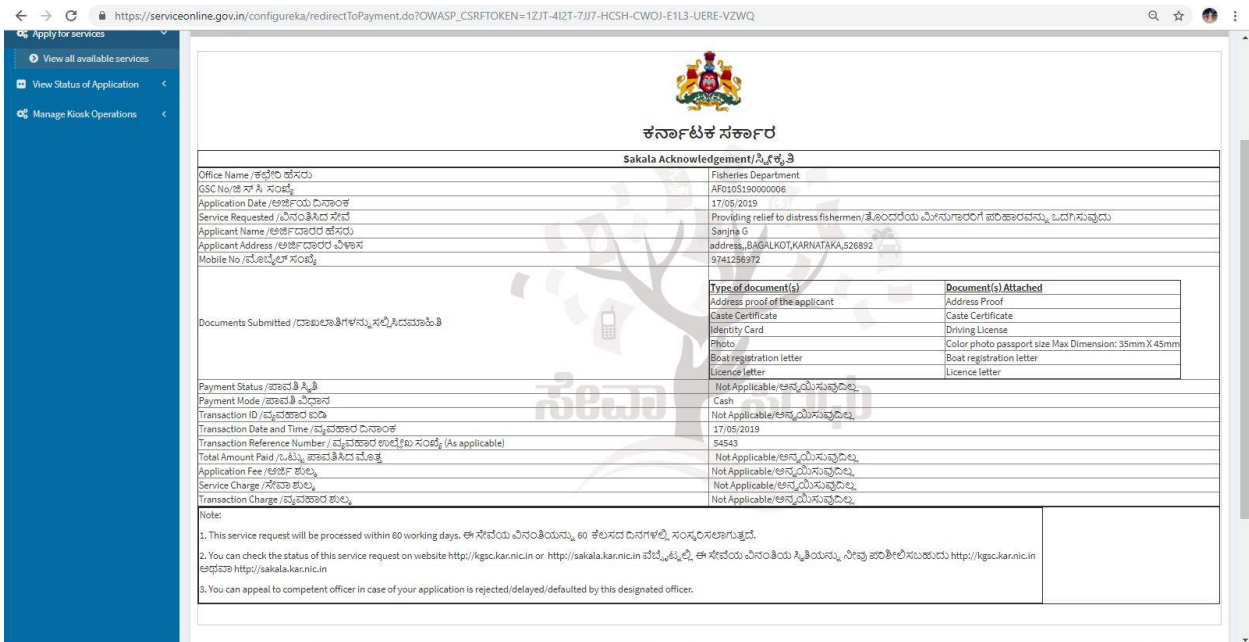 https://serviceonline.gov.in/configureka/redirectToPayment.do?OWASP_CSRFTOKEN=1ZJT-4I2T-7JJ7-HCSH-CWOJ-E1L3-UERE-VZWQ
Apply for services
View all available services
View Status of Application
Manage Kiosk Operations
ಕರ್ನಾಟಕ ಸರ್ಕಾರ
Sakala Acknowledgement/ಸ್ವೀಕೃತಿ
Office Name /ಕಛೇರಿ ಹೆಸರು Fisheries Department
GSC No/ಜಿ ಸ್ ಸಿ ಸಂಖ್ಯೆ AF010S190000006
Application Date /ಅರ್ಜಿಯ ದಿನಾಂಕ 17/05/2019
Service Requested /ವಿನಂತಿಸಿದ ಸೇವೆ Providing relief to distress fishermen/ತೊಂದರೆಯ ಮೀನುಗಾರರಿಗೆ ಪರಿಹಾರವನ್ನು ಒದಗಿಸುವುದು
Applicant Name /ಅರ್ಜಿದಾರರ ಹೆಸರು Sanjna G
Applicant Address /ಅರ್ಜಿದಾರರ ವಿಳಾಸ address,,BAGALKOT,KARNATAKA,526892
Mobile No /ಮೊಬೈಲ್ ಸಂಖ್ಯೆ 9741256972
Documents Submitted /ದಾಖಲಾತಿಗಳನ್ನು ಸಲ್ಲಿಸಿದಮಾಹಿತಿ
Type of document(s) Document(s) Attached
Address proof of the applicant Address Proof
Caste Certificate Caste Certificate
Identity Card Driving License
Photo Color photo passport size Max Dimension: 35mm X 45mm
Boat registration letter Boat registration letter
Licence letter Licence letter
ಸೇವಾ ಸಿಂಧು
Payment Status /ಪಾವತಿ ಸ್ಥಿತಿ Not Applicable/ಅನ್ವಯಿಸುವುದಿಲ್ಲ
Payment Mode /ಪಾವತಿ ವಿಧಾನ Cash
Transaction ID /ವ್ಯವಹಾರ ಐಡಿ Not Applicable/ಅನ್ವಯಿಸುವುದಿಲ್ಲ
Transaction Date and Time /ವ್ಯವಹಾರ ದಿನಾಂಕ 17/05/2019
Transaction Reference Number / ವ್ಯವಹಾರ ಉಲ್ಲೇಖ ಸಂಖ್ಯೆ (As applicable) 54543
Total Amount Paid /ಒಟ್ಟು ಪಾವತಿಸಿದ ಮೊತ್ತ Not Applicable/ಅನ್ವಯಿಸುವುದಿಲ್ಲ
Application Fee /ಅರ್ಜಿ ಶುಲ್ಕ Not Applicable/ಅನ್ವಯಿಸುವುದಿಲ್ಲ
Service Charge /ಸೇವಾ ಶುಲ್ಕ Not Applicable/ಅನ್ವಯಿಸುವುದಿಲ್ಲ
Transaction Charge /ವ್ಯವಹಾರ ಶುಲ್ಕ Not Applicable/ಅನ್ವಯಿಸುವುದಿಲ್ಲ
Note:
1. This service request will be processed within 60 working days. ಈ ಸೇವೆಯ ವಿನಂತಿಯನ್ನು 60 ಕೆಲಸದ ದಿನಗಳಲ್ಲಿ ಸಂಸ್ಕರಿಸಲಾಗುತ್ತದೆ.
2. You can check the status of this service request on website http://kgsc.kar.nic.in or http://sakala.kar.nic.in ವೆಬ್ಸೈಟ್ನಲ್ಲಿ ಈ ಸೇವೆಯ ವಿನಂತಿಯ ಸ್ಥಿತಿಯನ್ನು ನೀವು ಪರಿಶೀಲಿಸಬಹುದು http://kgsc.kar.nic.in
ಅಥವಾ http://sakala.kar.nic.in
3. You can appeal to competent officer in case of your application is rejected/delayed/defaulted by this designated officer.